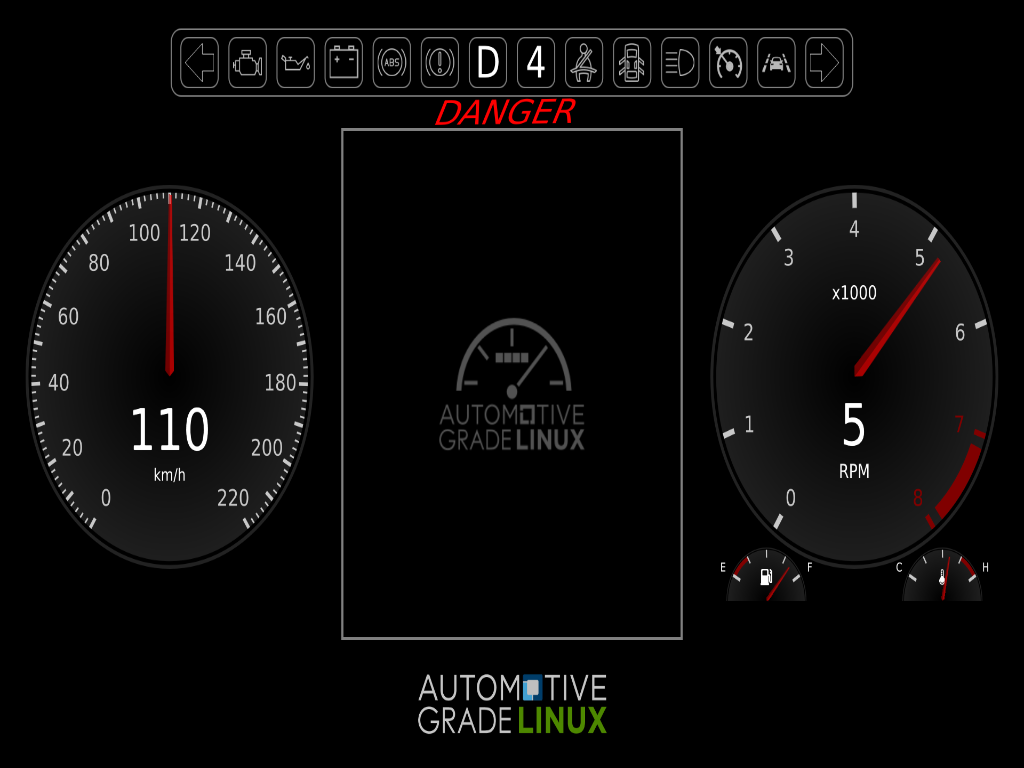 ABS
D
4
DANGER
0
20
40
60
80
100
120
140
160
180
200
220
110
km/h
AUTOMOTIVE
GRADE LINUX
0
1
2
3
4
5
6
7
8
x1000
5
RPM
E
F
C
H
AUTOMOTIVE
GRADE LINUX